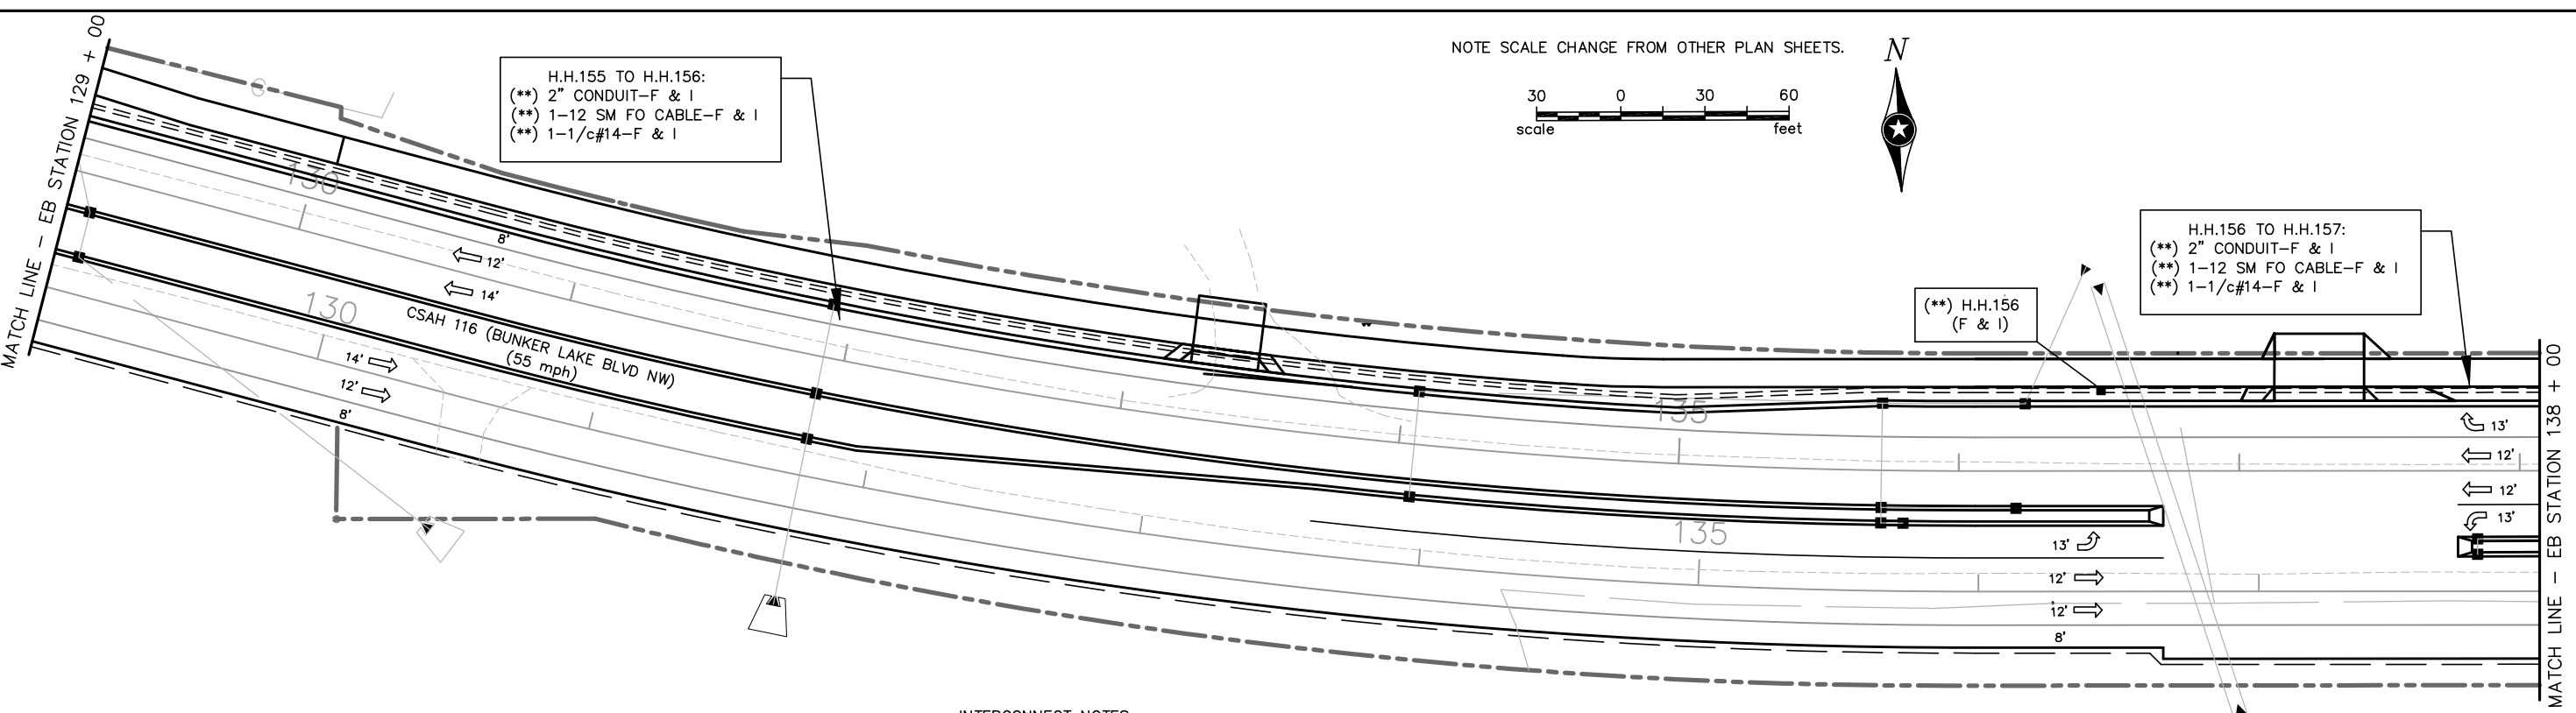 MATCH LINE – EB STATION 129 + 00
H.H.155 TO H.H.156:
(**) 2" CONDUIT–F & I
(**) 1–12 SM FO CABLE–F & I
(**) 1–1/c#14–F & I
NOTE SCALE CHANGE FROM OTHER PLAN SHEETS.
30 0 30 60
scale feet
N
H.H.156 TO H.H.157:
(**) 2" CONDUIT–F & I
(**) 1–12 SM FO CABLE–F & I
(**) 1–1/c#14–F & I
(**) H.H.156
(F & I)
130
8'
12'
14'
130
CSAH 116 (BUNKER LAKE BLVD NW)
(55 mph)
14'
12'
8'
135
135
13'
12'
12'
13'
13'
12'
12'
8'
MATCH LINE – EB STATION 138 + 00